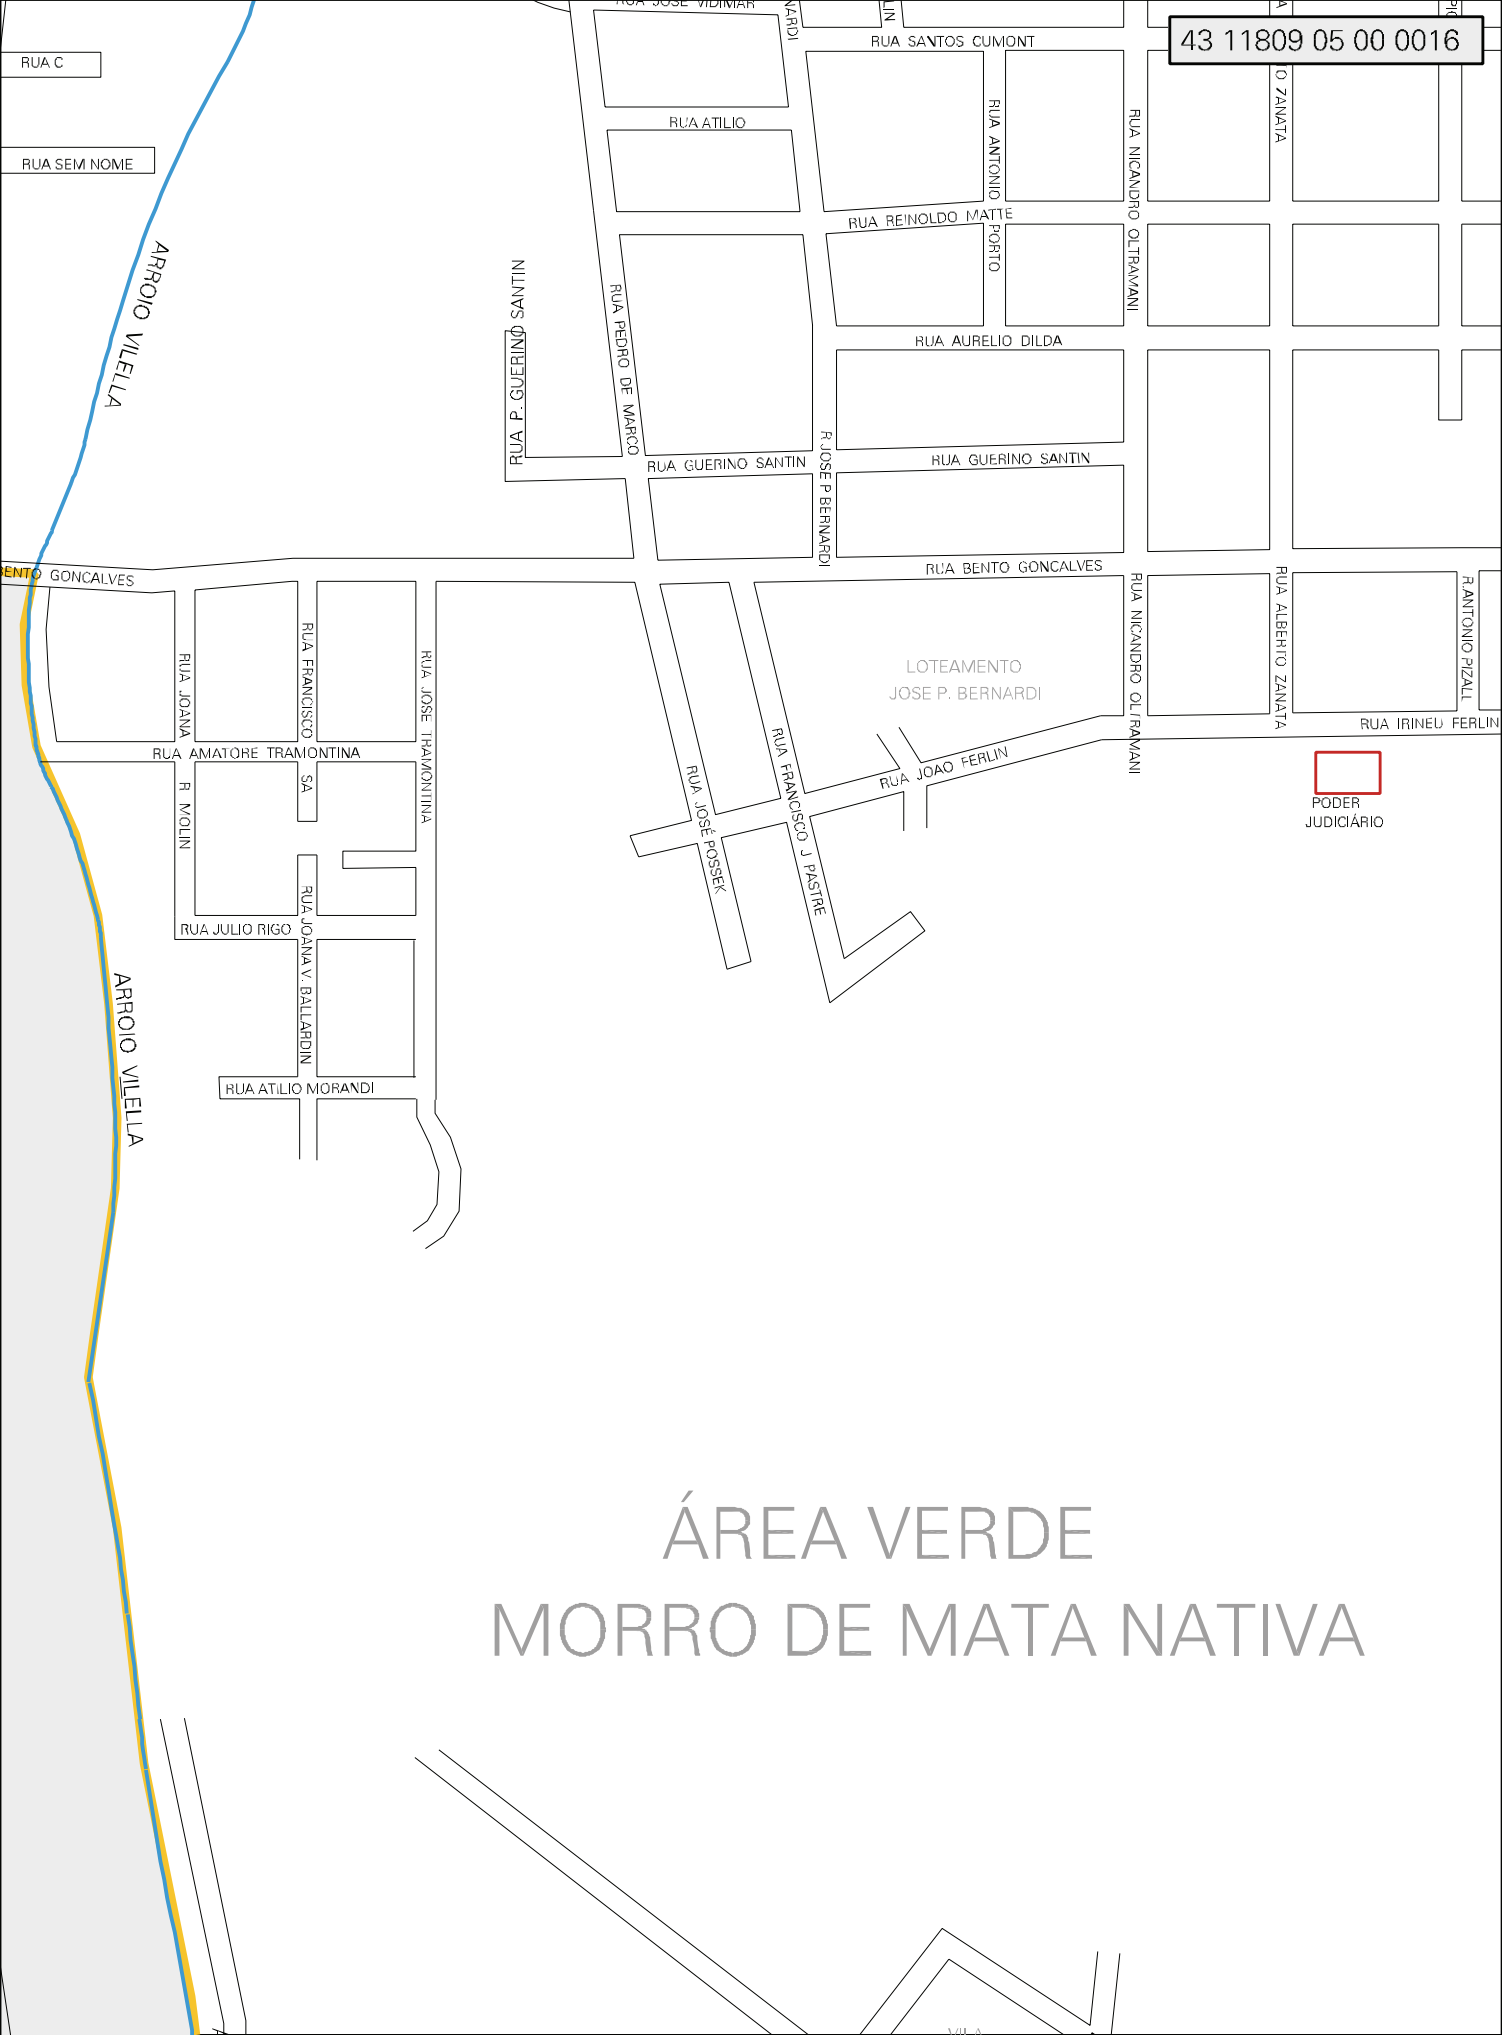 RUA JOSE VIDIMAR
RUA SANTOS CUMONT
43 11809 05 00 0016
RUA C
RUA ATILIO
RUA SEM NOME
RUA ANTONIO PORTO
RUA NICANDRO OLTRAMANI
RUA REINOLDO MATTE
ARROIO VILELLA
RUA P. GUERINO SANTIN
RUA PEDRO DE MARCO
RUA AURELIO DILDA
R JOSE P BERNARDI
RUA GUERINO SANTIN
RUA GUERINO SANTIN
BENTO GONCALVES
RUA BENTO GONCALVES
RUA NICANDRO OLTRAMANI
RUA ALBERTO ZANATA
R.ANTONIO PIZALL
RUA JOANA
RUA FRANCISCO SA
RUA JOSE TRAMONTINA
LOTEAMENTO
JOSE P. BERNARDI
RUA IRINEU FERLIN
RUA AMATORE TRAMONTINA
RUA JOAO FERLIN
R MOLIN
RUA JOSÉ POSSEK
RUA FRANCISCO J PASTRE
PODER
JUDICIÁRIO
RUA JULIO RIGO
RUA JOANA V. BALLARDIN
ARROIO VILELLA
RUA ATILIO MORANDI
ÁREA VERDE
MORRO DE MATA NATIVA